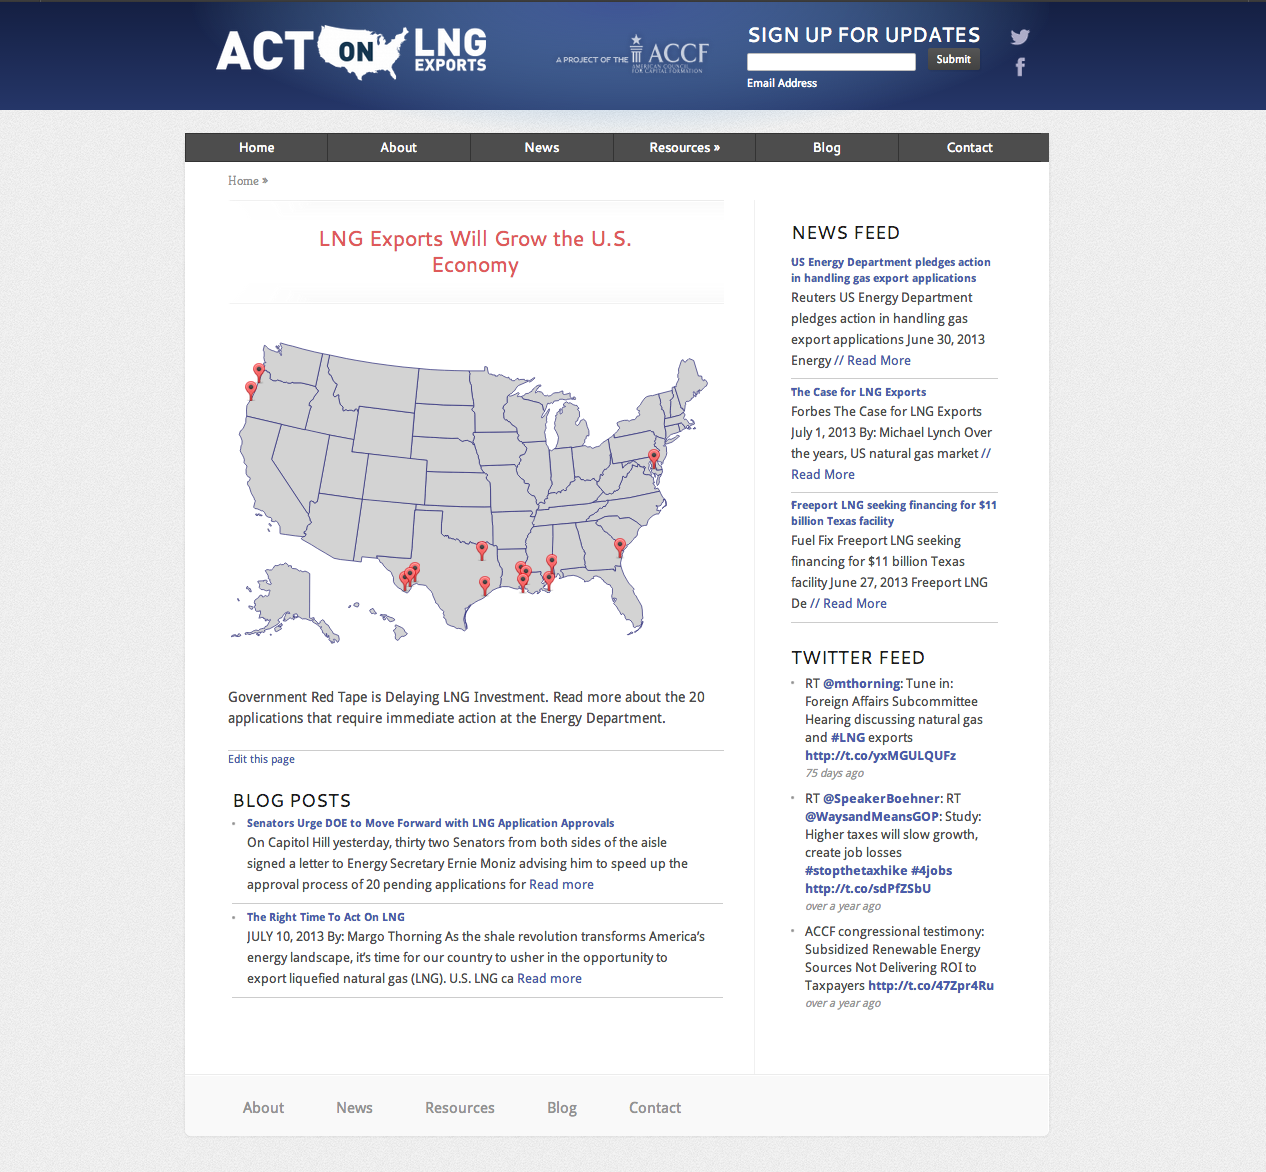 ACT ON LNG EXPORTS
A PROJECT OF THE ACCF
AMERICAN COUNCIL
FOR CAPITAL FORMATION
SIGN UP FOR UPDATES
Submit
Email Address
Home
About
News
Resources »
Blog
Contact
Home »
LNG Exports Will Grow the U.S.
Economy
Government Red Tape is Delaying LNG Investment. Read more about the 20
applications that require immediate action at the Energy Department.
Edit this page
BLOG POSTS
Senators Urge DOE to Move Forward with LNG Application Approvals
On Capitol Hill yesterday, thirty two Senators from both sides of the aisle
signed a letter to Energy Secretary Ernie Moniz advising him to speed up the
approval process of 20 pending applications for Read more
The Right Time To Act On LNG
JULY 10, 2013 By: Margo Thorning As the shale revolution transforms America's
energy landscape, it's time for our country to usher in the opportunity to
export liquefied natural gas (LNG). U.S. LNG ca Read more
NEWS FEED
US Energy Department pledges action
in handling gas export applications
Reuters US Energy Department
pledges action in handling gas
export applications June 30, 2013
Energy // Read More
The Case for LNG Exports
Forbes The Case for LNG Exports
July 1, 2013 By: Michael Lynch Over
the years, US natural gas market //
Read More
Freeport LNG seeking financing for $11
billion Texas facility
Fuel Fix Freeport LNG seeking
financing for $11 billion Texas
facility June 27, 2013 Freeport LNG
De // Read More
TWITTER FEED
RT @mthorning: Tune in:
Foreign Affairs Subcommittee
Hearing discussing natural gas
and #LNG exports
http://t.co/yxMGULQUFz
75 days ago
RT @SpeakerBoehner: RT
@WaysandMeansGOP: Study:
Higher taxes will slow growth,
create job losses
#stopthetaxhike #4jobs
http://t.co/sdPfZSbU
over a year ago
ACCF congressional testimony:
Subsidized Renewable Energy
Sources Not Delivering ROI to
Taxpayers http://t.co/47Zpr4Ru
over a year ago
About
News
Resources
Blog
Contact